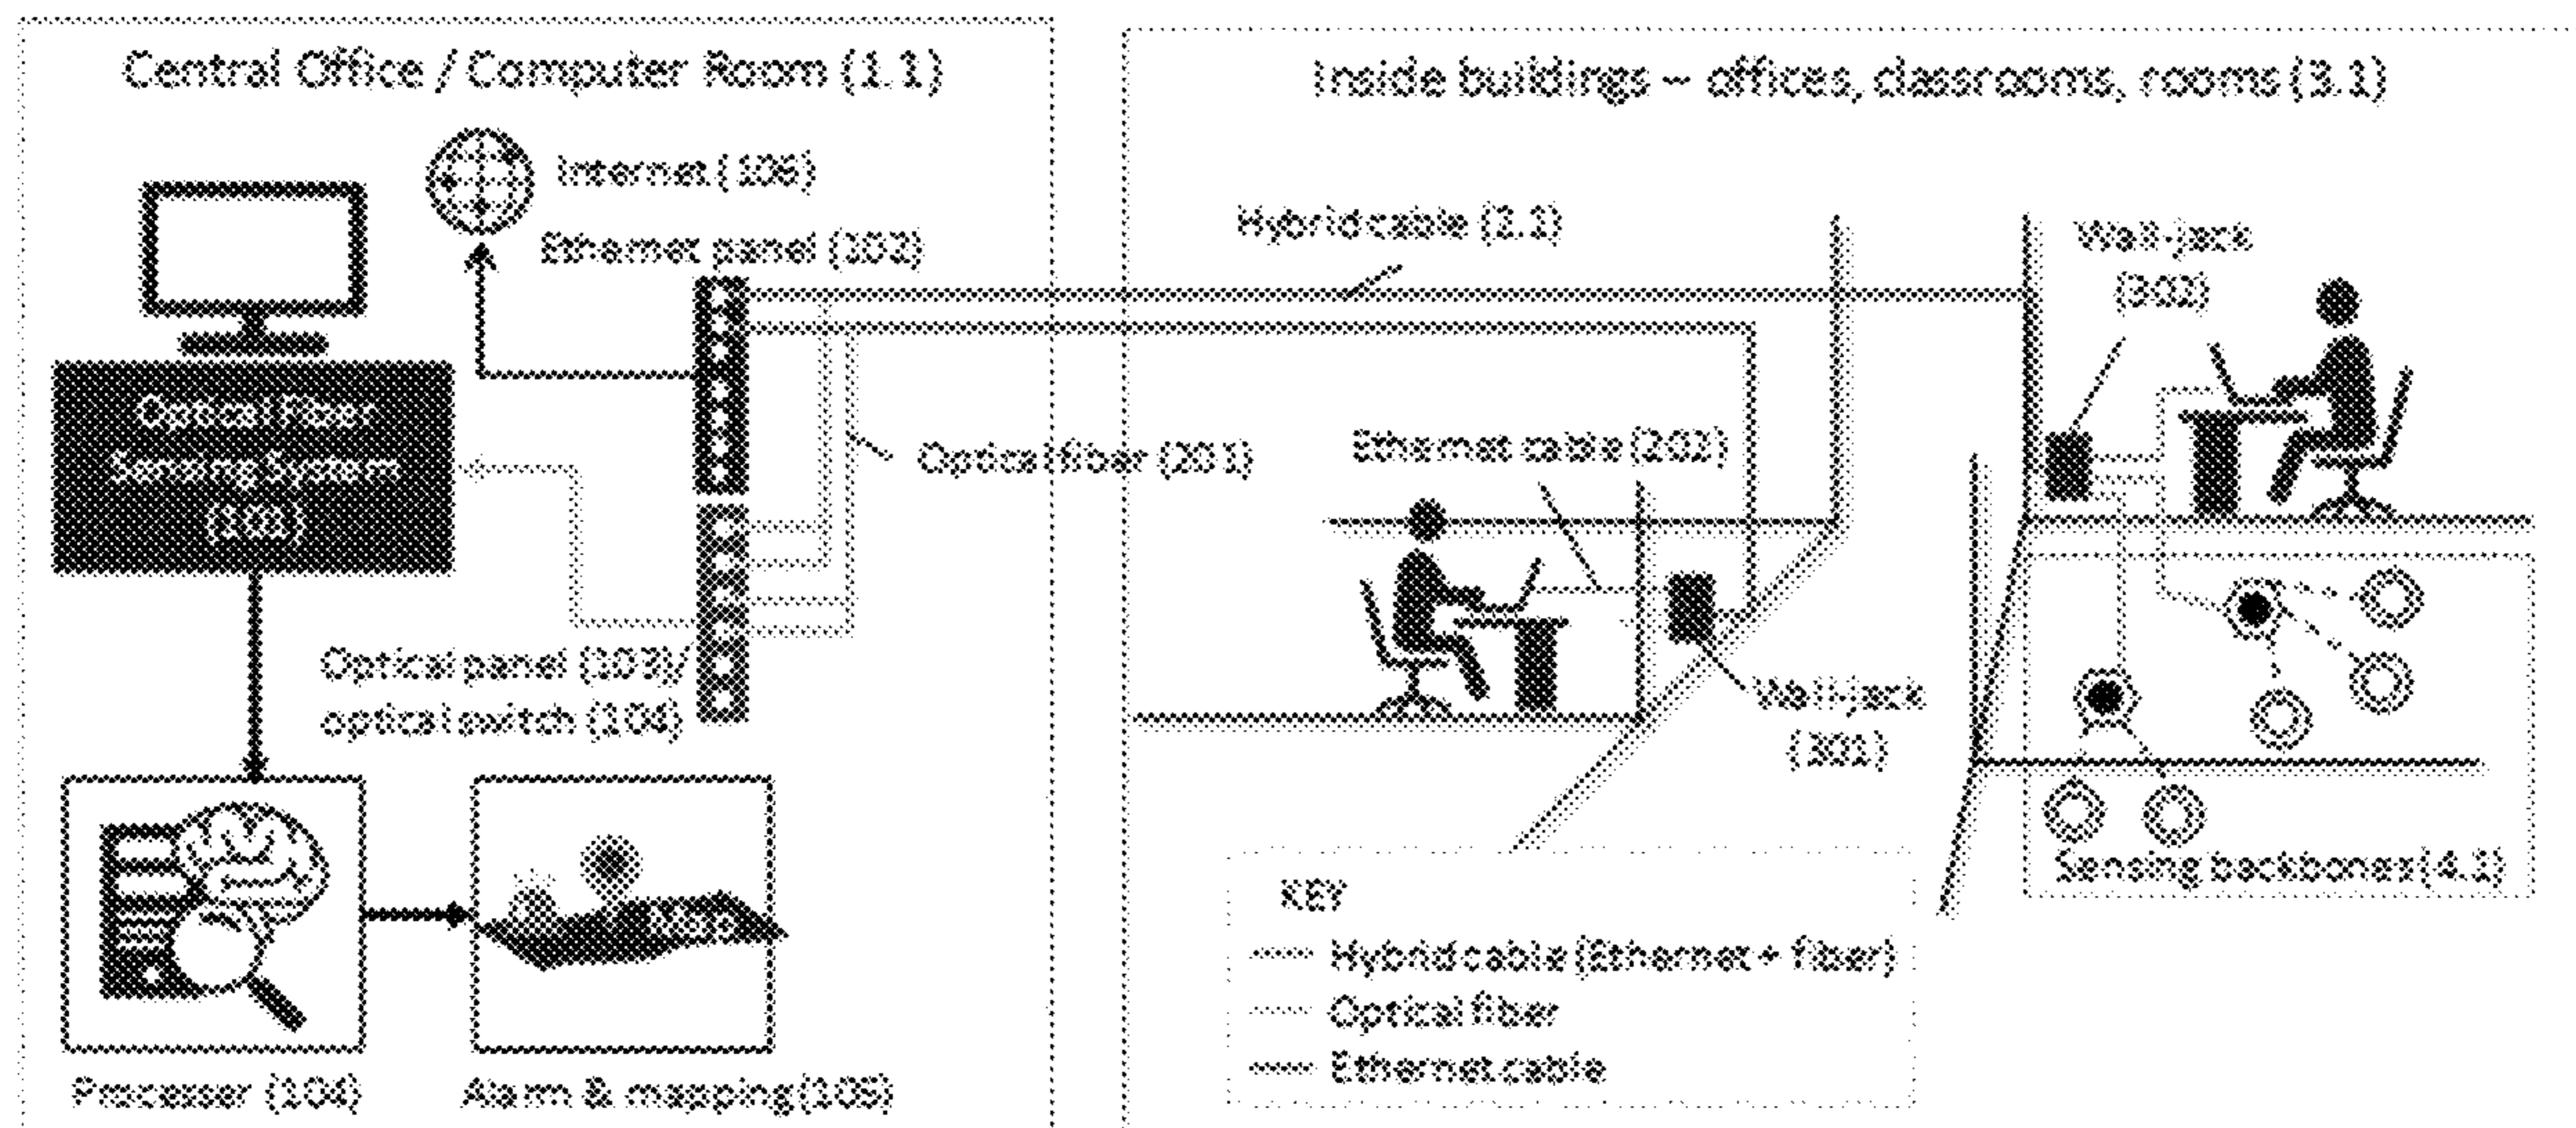 Central Office / Computer Room (1.1)
Internet (106)
Ethernet panel (102)
Optical Fiber
Sensing System
(101)
Optical panel (103)/
optical switch (104)
Processer (104)
Alarm & mapping (105)
Optical fiber (201)
Inside buildings – offices, classrooms, rooms (3.1)
Hybrid cable (2.1)
Wall-jack
(302)
Ethernet cable (202)
Wall-jack
(301)
Sensing backbones (4.1)
KEY
Hybrid cable (Ethernet + fiber)
Optical fiber
Ethernet cable